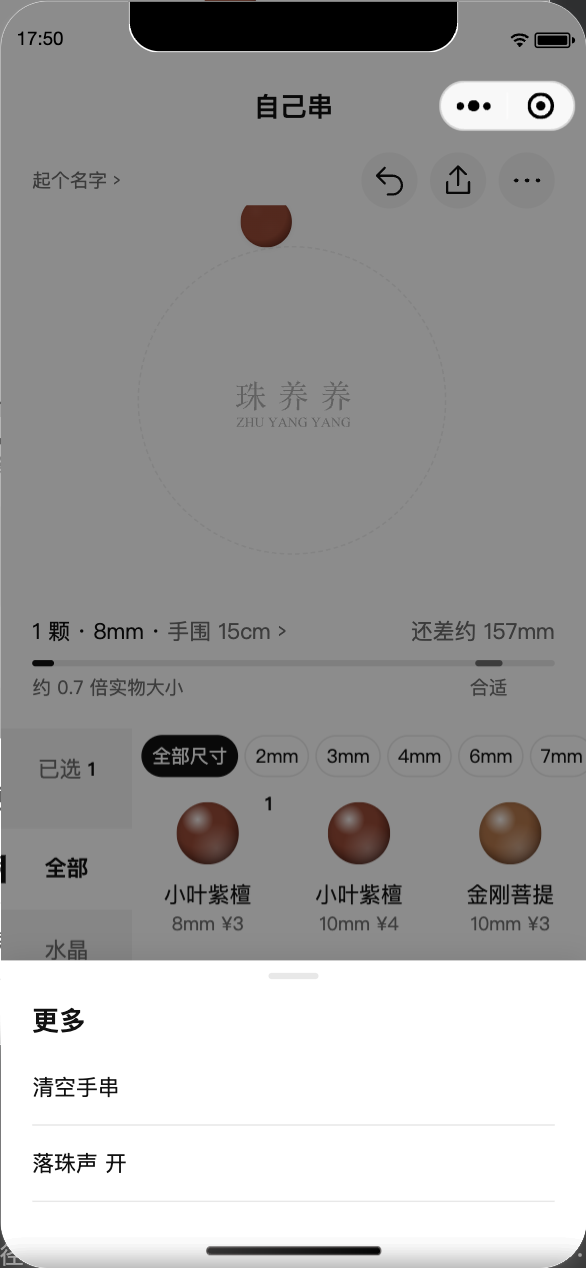 17:50
自己串
起个名字 >
珠 养 养
ZHU YANG YANG
1 颗 · 8mm · 手围 15cm > 还差约 157mm
约 0.7 倍实物大小 合适
已选 1
全部
水晶
全部尺寸 2mm 3mm 4mm 6mm 7mm
1
小叶紫檀 小叶紫檀 金刚菩提
8mm ¥3 10mm ¥4 10mm ¥3
更多
清空手串
落珠声 开